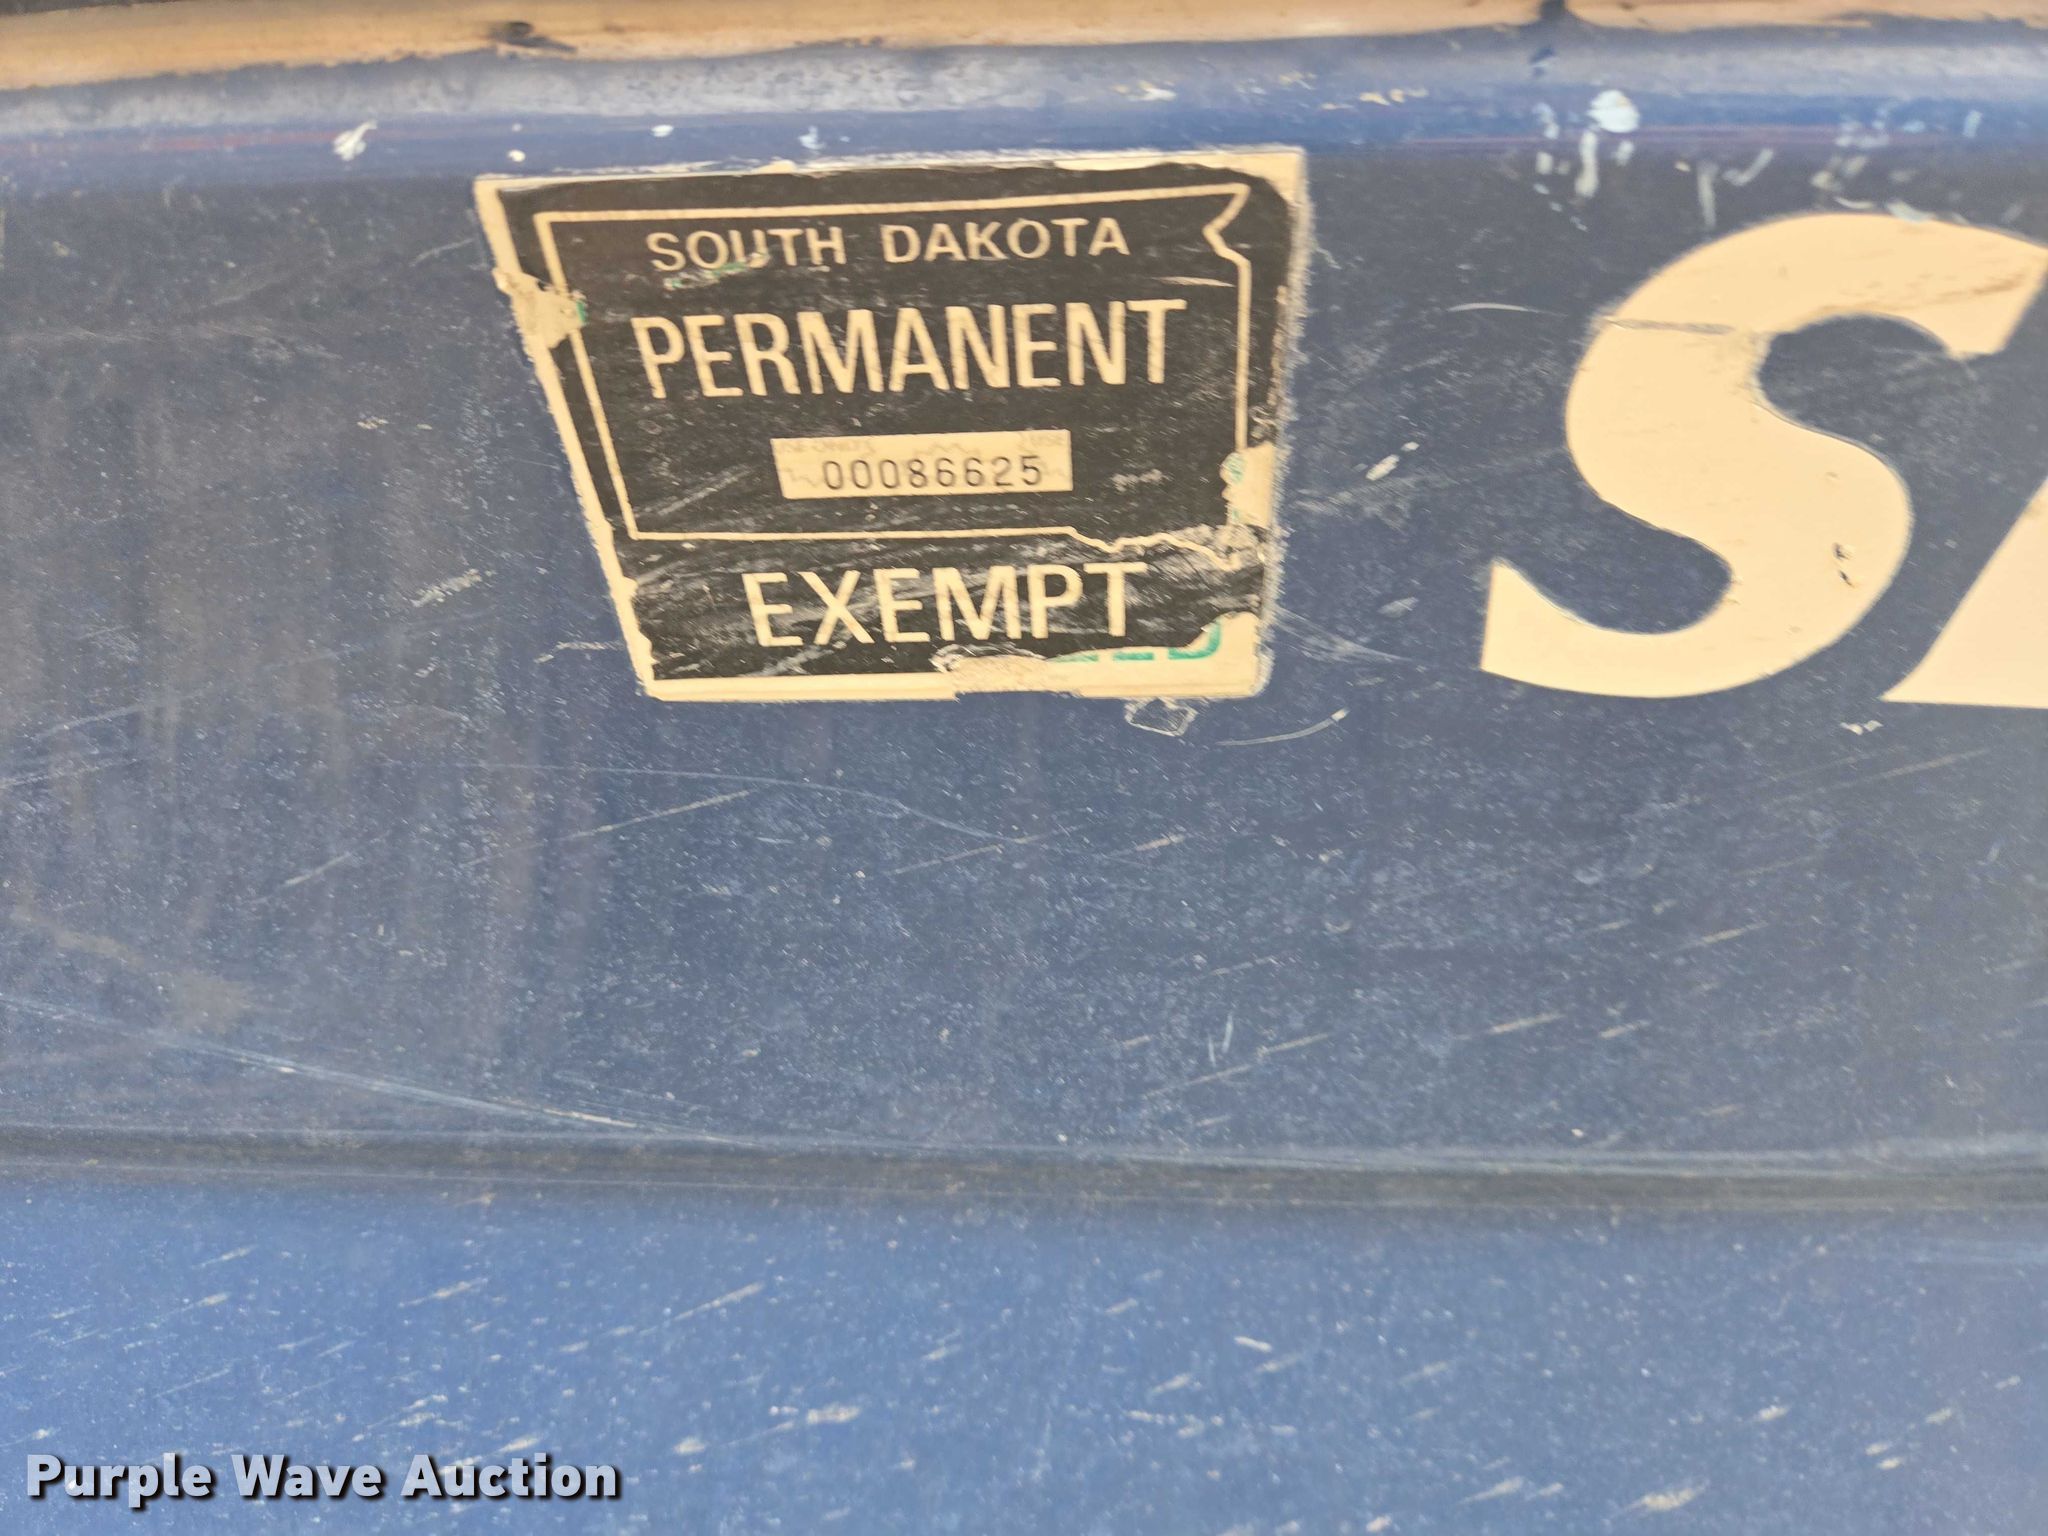 SOUTH DAKOTA
PERMANENT
00086625
EXEMPT
S
Purple Wave Auction